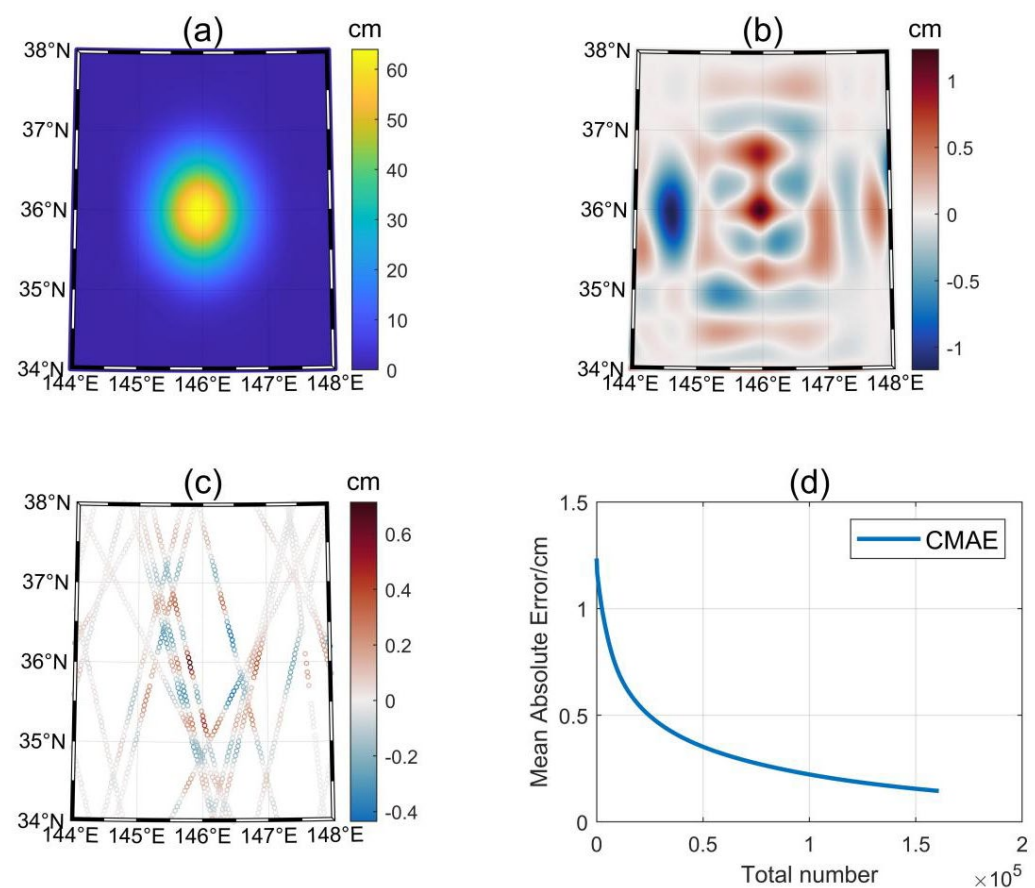 (a)
cm
38°N
37°N
36°N
35°N
34°N
144°E 145°E 146°E 147°E 148°E
60
50
40
30
20
10
0
(b)
cm
38°N
37°N
36°N
35°N
34°N
144°E 145°E 146°E 147°E 148°E
1
0.5
0
-0.5
-1
(c)
cm
38°N
37°N
36°N
35°N
34°N
144°E 145°E 146°E 147°E 148°E
0.6
0.4
0.2
0
-0.2
-0.4
(d)
Mean Absolute Error/cm
1.5
1
0.5
0
CMAE
0 0.5 1 1.5 2
Total number
×10⁵